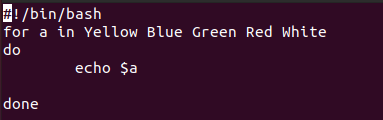 #!/bin/bash
for a in Yellow Blue Green Red White
do
        echo $a

done